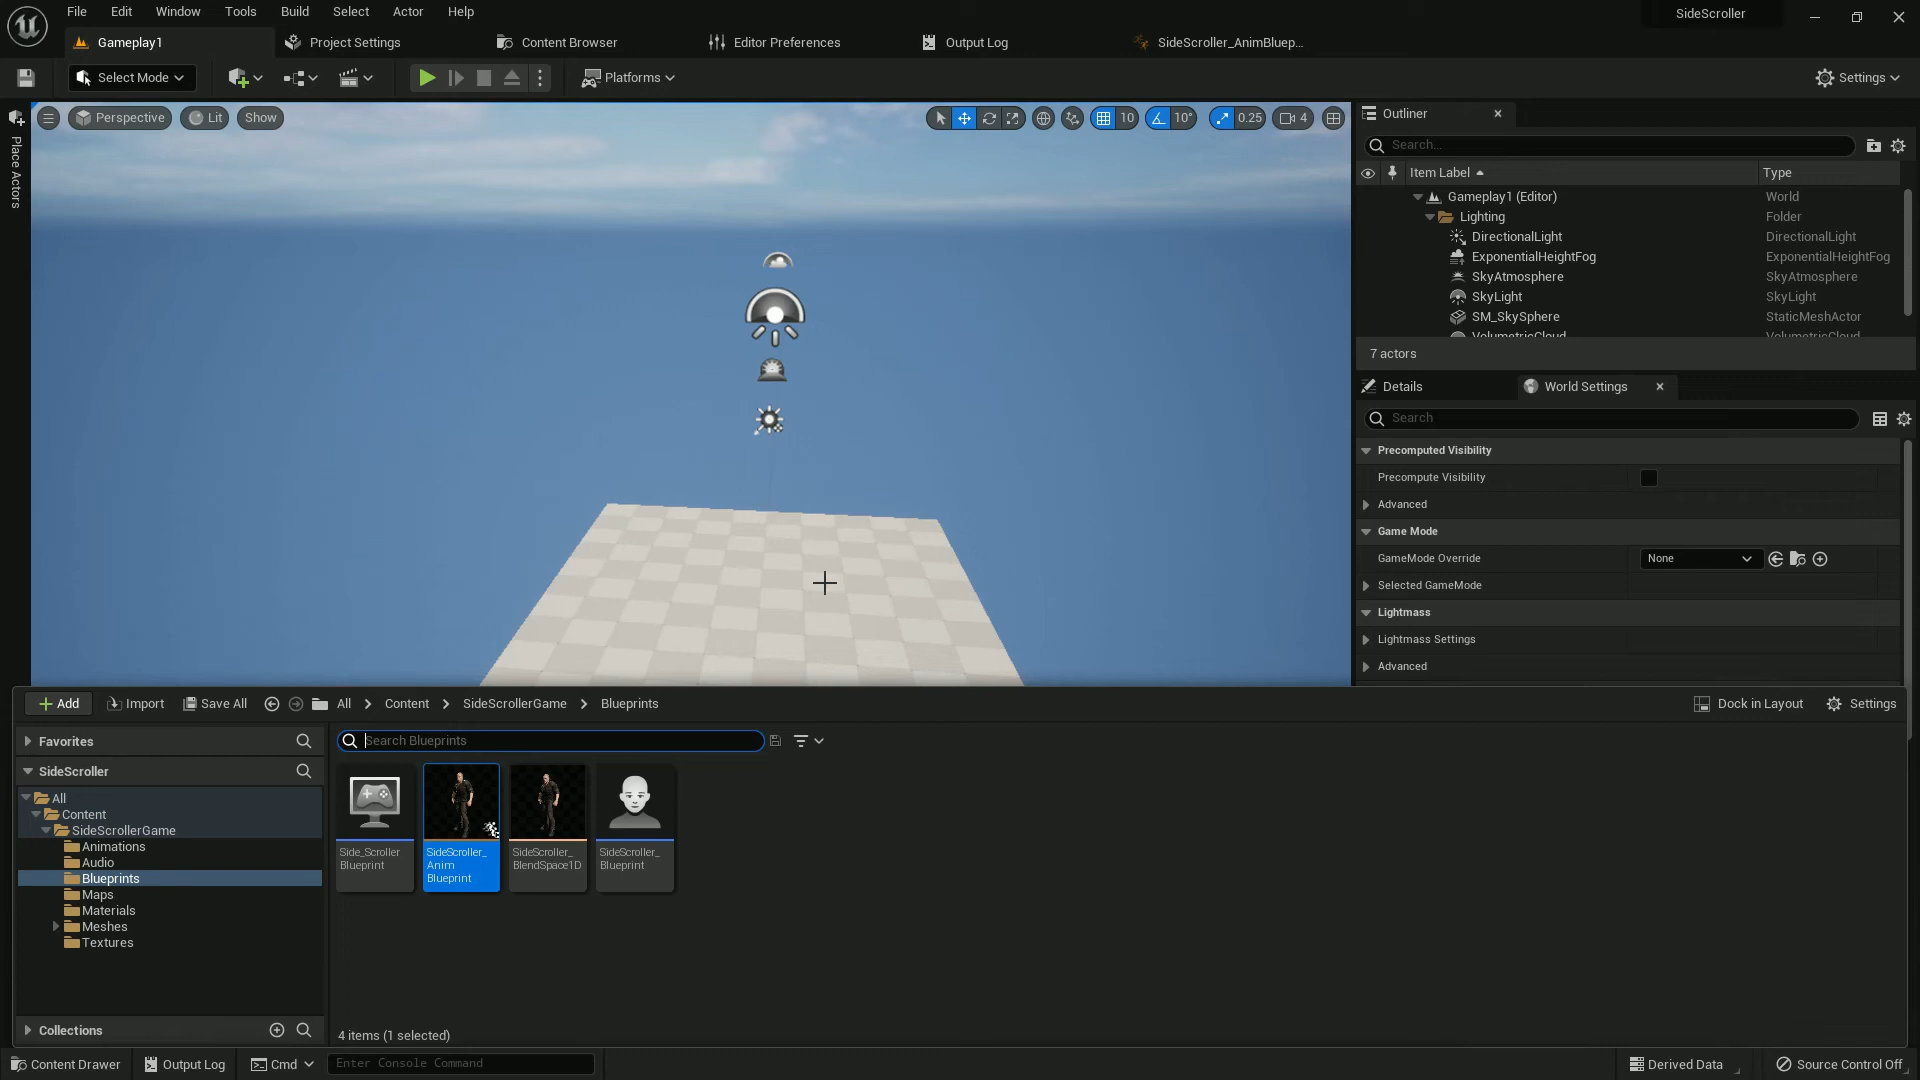 File Edit Window Tools Build Select Actor Help
SideScroller
Gameplay1
Project Settings
Content Browser
Editor Preferences
Output Log
SideScroller_AnimBluep...
Select Mode
Platforms
Settings
Place Actors
Perspective
Lit
Show
10
10°
0.25
4
Outliner
Search...
Item Label
Type
Gameplay1 (Editor)
World
Lighting
Folder
DirectionalLight
DirectionalLight
ExponentialHeightFog
ExponentialHeightFog
SkyAtmosphere
SkyAtmosphere
SkyLight
SkyLight
SM_SkySphere
StaticMeshActor
VolumetricCloud
VolumetricCloud
7 actors
Details
World Settings
Search
Precomputed Visibility
Precompute Visibility
Advanced
Game Mode
GameMode Override
None
Selected GameMode
Lightmass
Lightmass Settings
Advanced
Add
Import
Save All
All
Content
SideScrollerGame
Blueprints
Dock in Layout
Settings
Favorites
SideScroller
All
Content
SideScrollerGame
Animations
Audio
Blueprints
Maps
Materials
Meshes
Textures
Collections
Search Blueprints
Side_Scroller
Blueprint
SideScroller_
Anim
Blueprint
SideScroller_
BlendSpace1D
SideScroller_
Blueprint
4 items (1 selected)
Content Drawer
Output Log
Cmd
Enter Console Command
Derived Data
Source Control Off